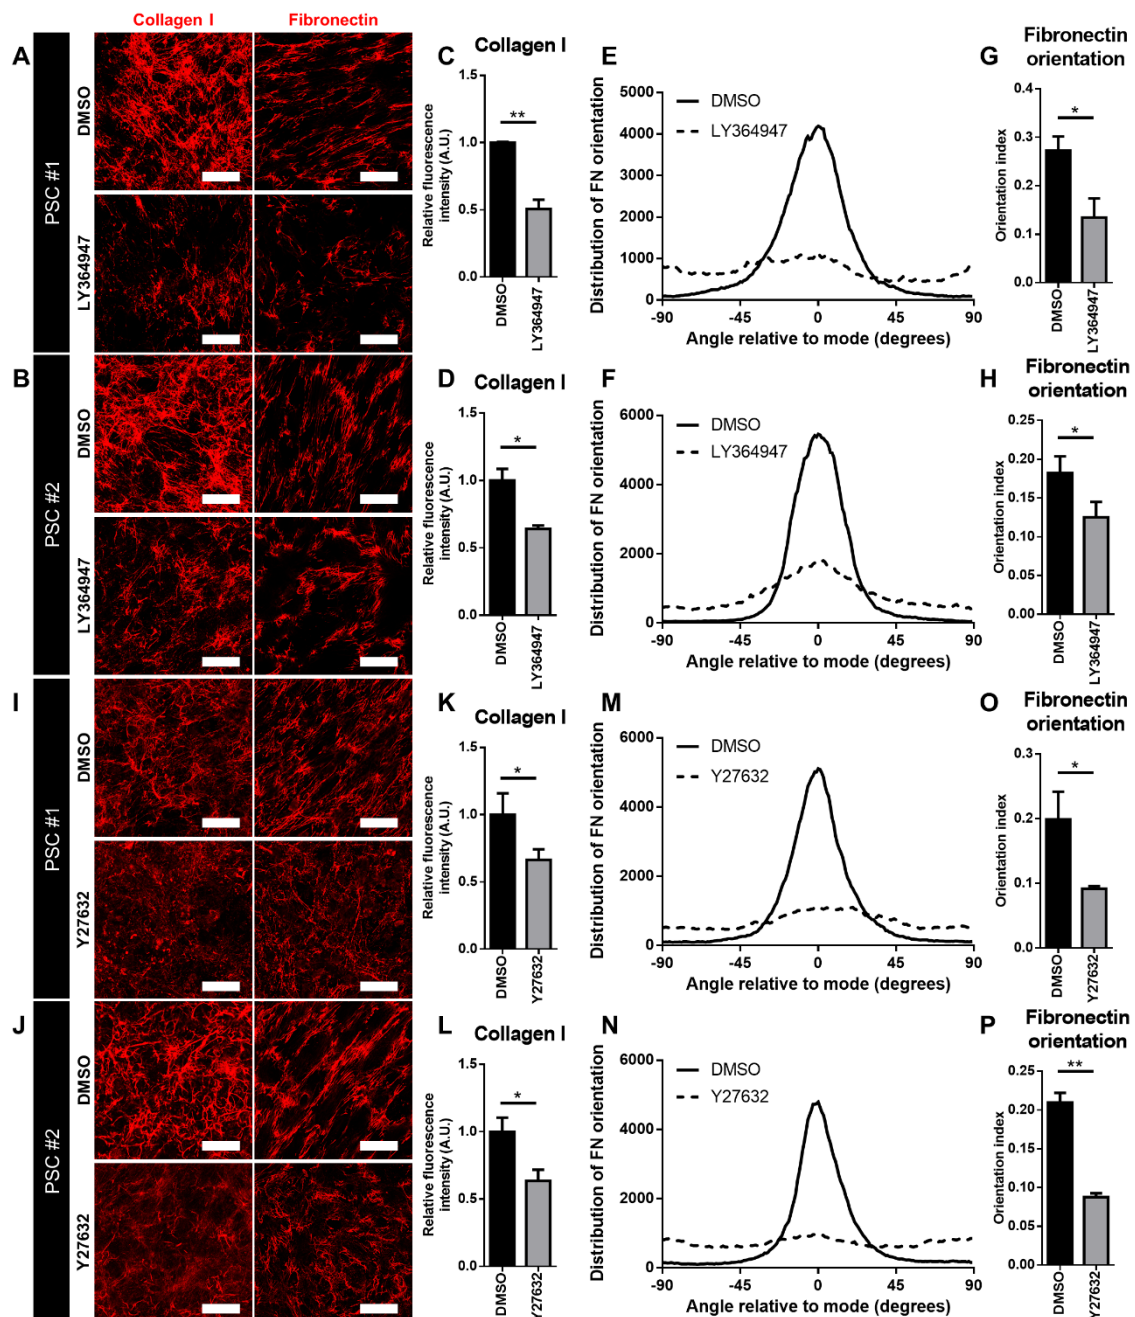 Collagen I Fibronectin
A
PSC #1
DMSO
LY364947
C Collagen I
Relative fluorescence
intensity (A.U.)
1.5
1.0
0.5
0.0
**
DMSO
LY364947
E
Distribution of FN orientation
5000
4000
3000
2000
1000
0
DMSO
LY364947
-90 -45 0 45 90
Angle relative to mode (degrees)
G Fibronectin
orientation
Orientation index
0.4
0.3
0.2
0.1
0.0
*
DMSO
LY364947
B
PSC #2
DMSO
LY364947
D Collagen I
Relative fluorescence
intensity (A.U.)
1.5
1.0
0.5
0.0
*
DMSO
LY364947
F
Distribution of FN orientation
6000
4000
2000
0
DMSO
LY364947
-90 -45 0 45 90
Angle relative to mode (degrees)
H Fibronectin
orientation
Orientation index
0.25
0.20
0.15
0.10
0.05
0.00
*
DMSO
LY364947
I
PSC #1
DMSO
Y27632
K Collagen I
Relative fluorescence
intensity (A.U.)
1.5
1.0
0.5
0.0
*
DMSO
Y27632
M
Distribution of FN orientation
6000
4000
2000
0
DMSO
Y27632
-90 -45 0 45 90
Angle relative to mode (degrees)
O Fibronectin
orientation
Orientation index
0.3
0.2
0.1
0.0
*
DMSO
Y27632
J
PSC #2
DMSO
Y27632
L Collagen I
Relative fluorescence
intensity (A.U.)
1.5
1.0
0.5
0.0
*
DMSO
Y27632
N
Distribution of FN orientation
6000
4000
2000
0
DMSO
Y27632
-90 -45 0 45 90
Angle relative to mode (degrees)
P Fibronectin
orientation
Orientation index
0.25
0.20
0.15
0.10
0.05
0.00
**
DMSO
Y27632